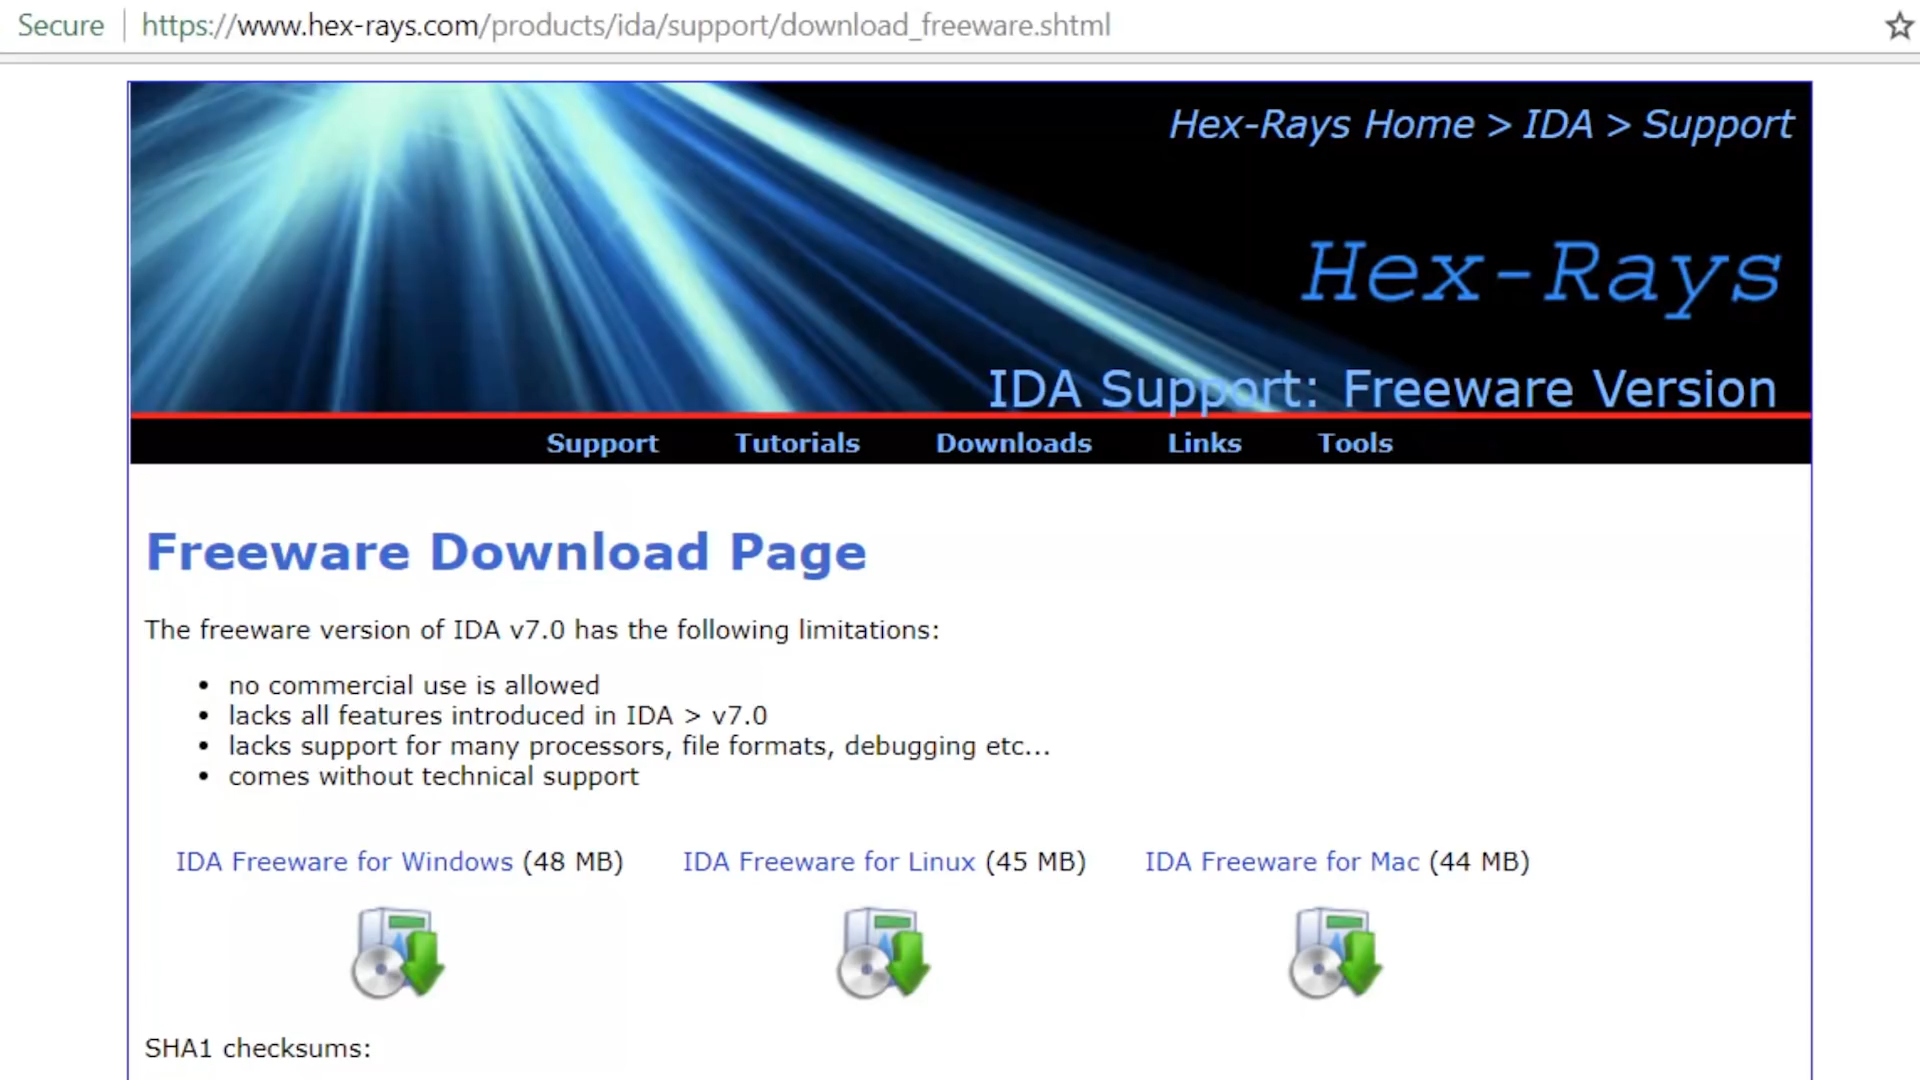 Secure https://www.hex-rays.com/products/ida/support/download_freeware.shtml
Hex-Rays Home > IDA > Support
Hex-Rays
IDA Support: Freeware Version
Support Tutorials Downloads Links Tools
Freeware Download Page
The freeware version of IDA v7.0 has the following limitations:
• no commercial use is allowed
• lacks all features introduced in IDA > v7.0
• lacks support for many processors, file formats, debugging etc...
• comes without technical support
IDA Freeware for Windows (48 MB) IDA Freeware for Linux (45 MB) IDA Freeware for Mac (44 MB)
SHA1 checksums: